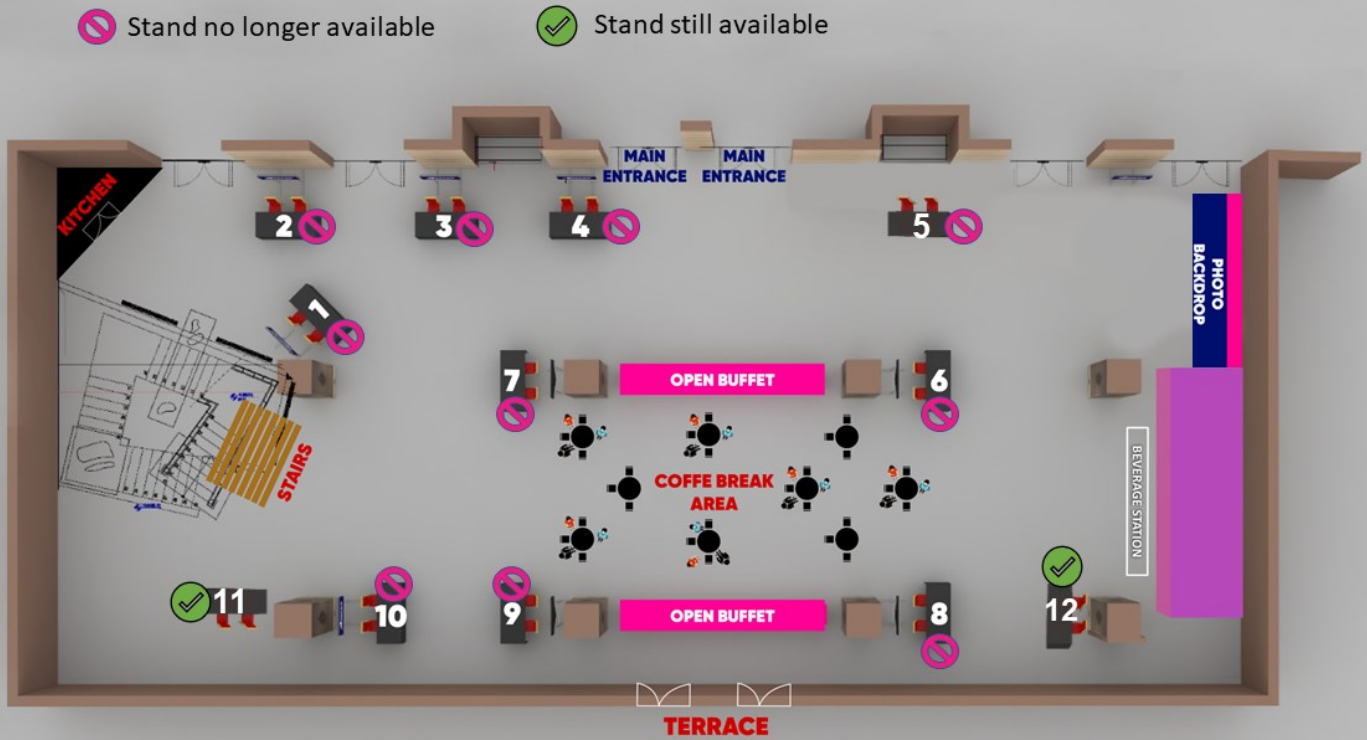 Stand no longer available
Stand still available
MAIN
ENTRANCE
MAIN
ENTRANCE
KITCHEN
2
3
4
5
PHOTO
BACKDROP
1
7
OPEN BUFFET
6
STAIRS
COFFE BREAK
AREA
BEVERAGE STATION
11
10
9
OPEN BUFFET
8
12
TERRACE